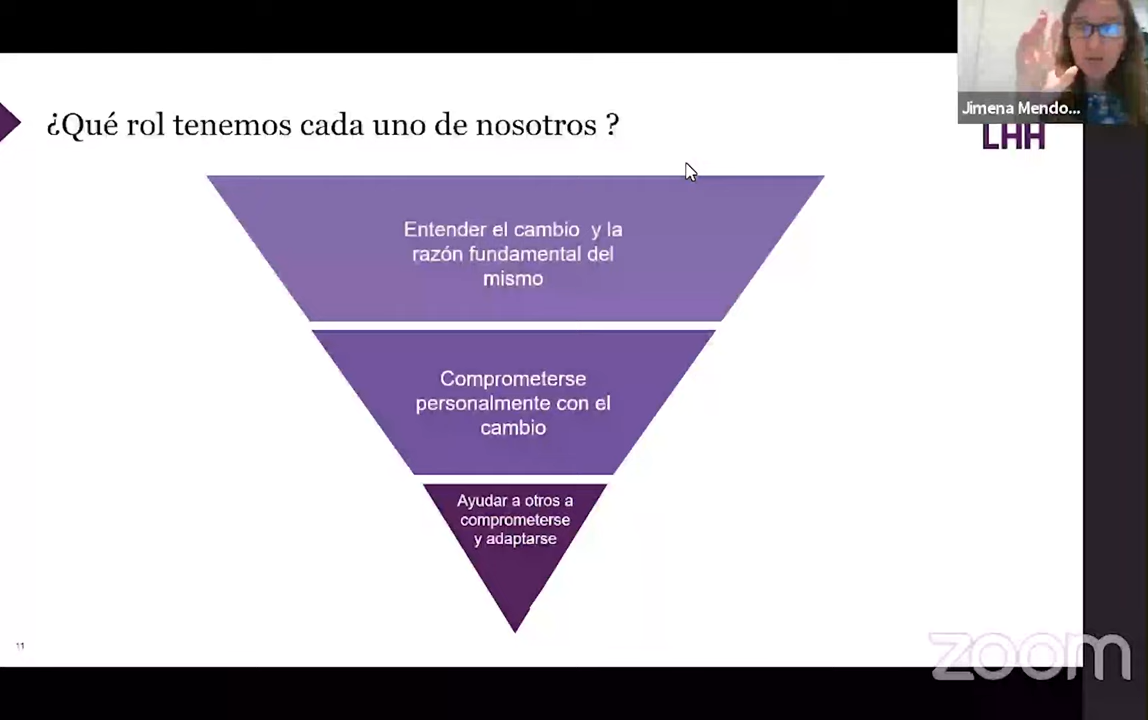 Jimena Mendo...
LHH
¿Qué rol tenemos cada uno de nosotros ?
Entender el cambio y la
razón fundamental del
mismo
Comprometerse
personalmente con el
cambio
Ayudar a otros a
comprometerse
y adaptarse
11
zoom